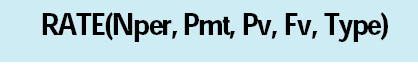 RATE(Nper, Pmt, Pv, Fv, Type)